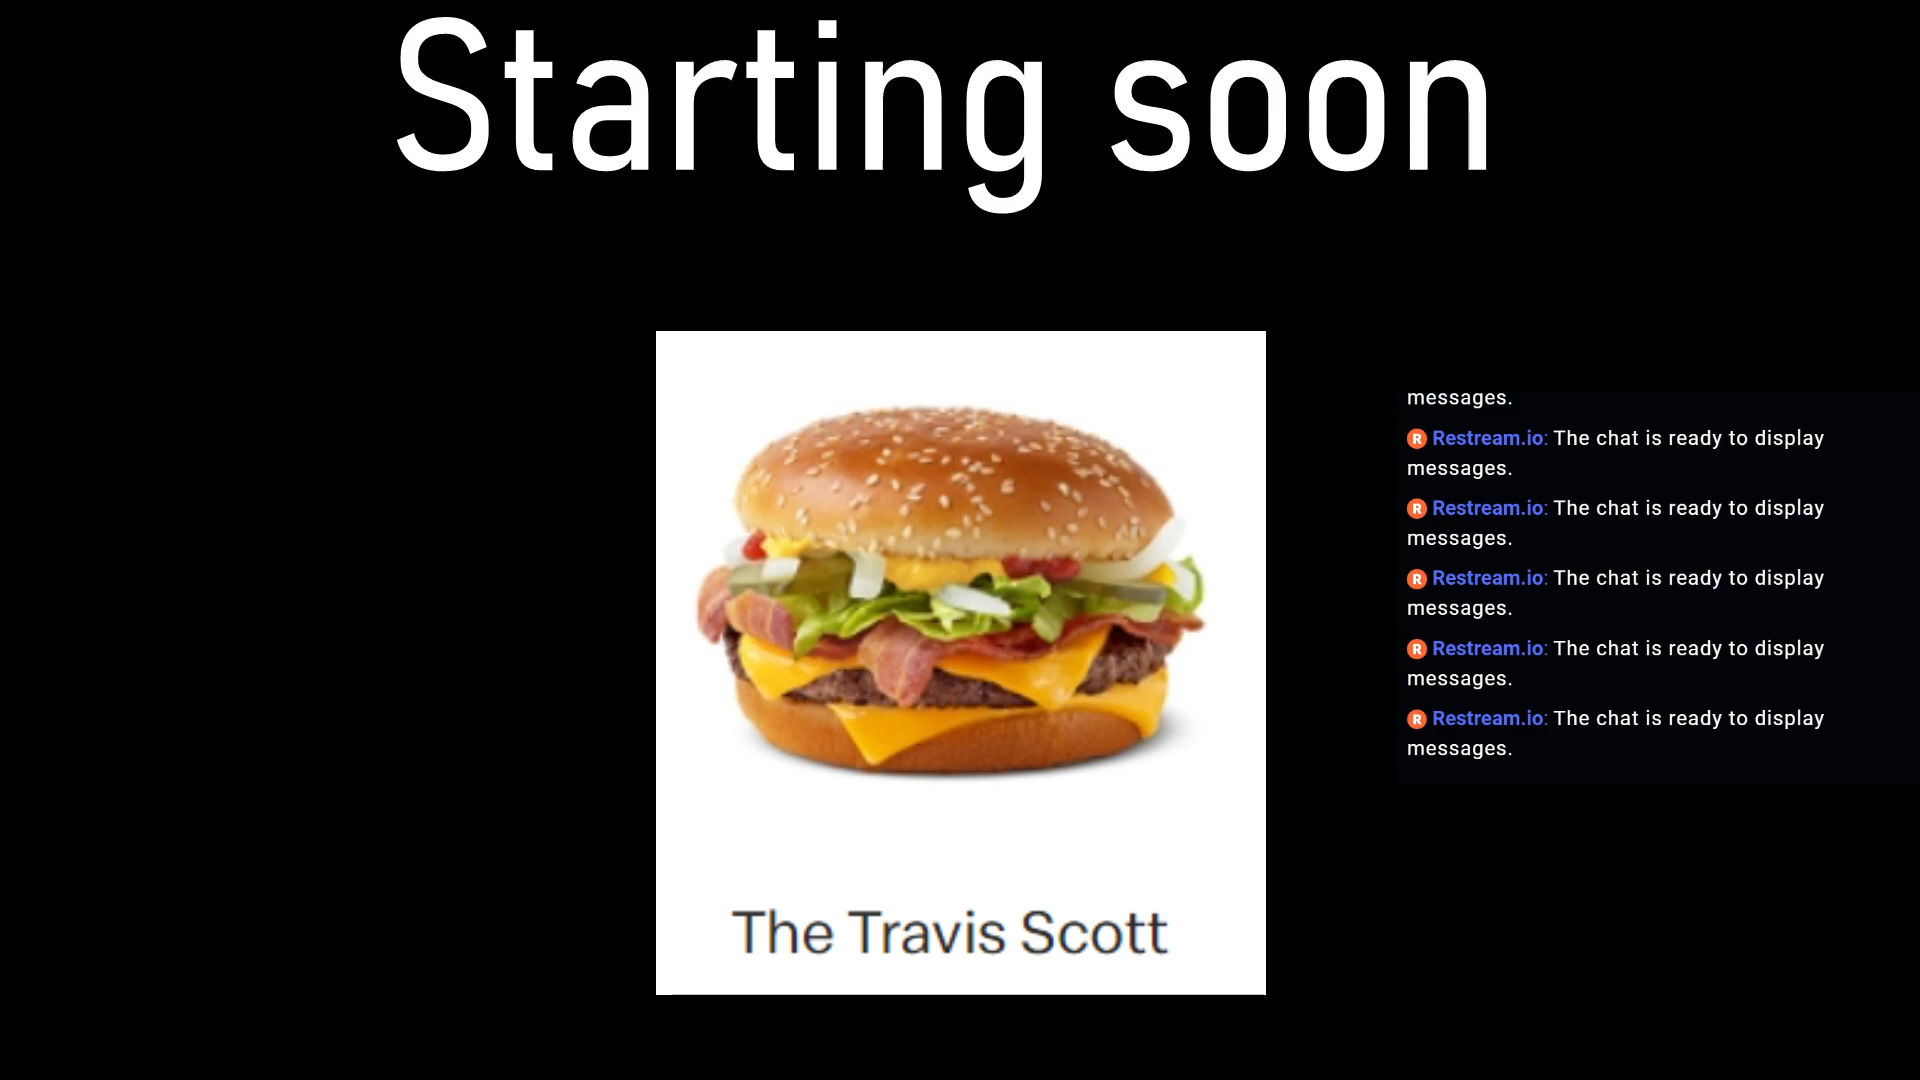 Starting soon
messages.
R Restream.io: The chat is ready to display
messages.
R Restream.io: The chat is ready to display
messages.
R Restream.io: The chat is ready to display
messages.
R Restream.io: The chat is ready to display
messages.
R Restream.io: The chat is ready to display
messages.
The Travis Scott